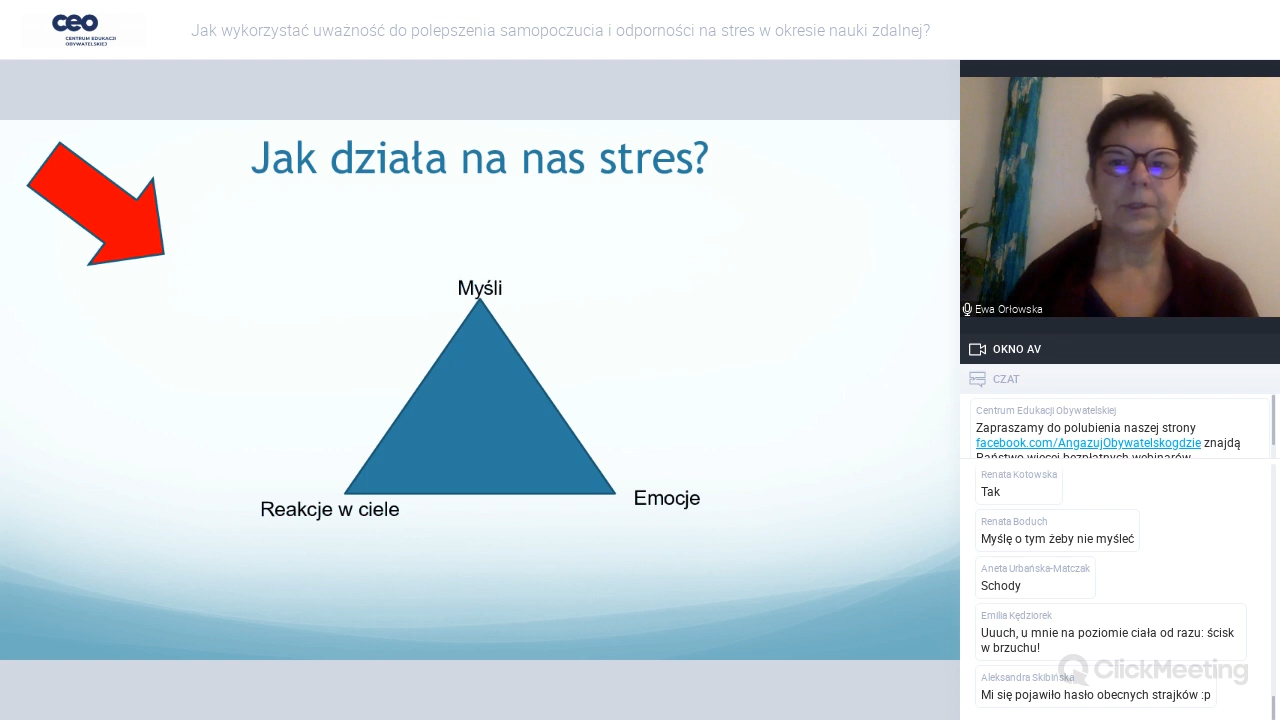 ceo
CENTRUM EDUKACJI
OBYWATELSKIEJ
Jak wykorzystać uważność do polepszenia samopoczucia i odporności na stres w okresie nauki zdalnej?
Jak działa na nas stres?
Myśli
Reakcje w ciele
Emocje
Ewa Orłowska
OKNO AV
CZAT
Centrum Edukacji Obywatelskiej
Zapraszamy do polubienia naszej strony
facebook.com/AngazujObywatelskogdzie znajdą
Państwo więcej bezpłatnych webinarów
Renata Kotowska
Tak
Renata Boduch
Myślę o tym żeby nie myśleć
Aneta Urbańska-Matczak
Schody
Emilia Kędziorek
Uuuch, u mnie na poziomie ciała od razu: ścisk
w brzuchu!
ClickMeeting
Aleksandra Skibińska
Mi się pojawiło hasło obecnych strajków :p